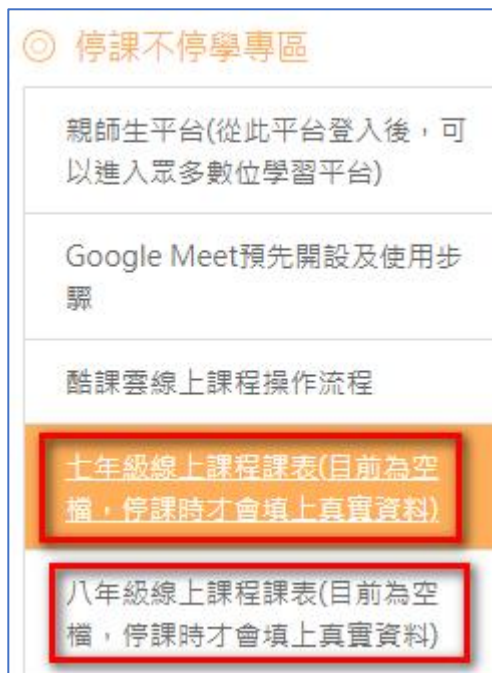 停課不停學專區
親師生平台(從此平台登入後，可
以進入眾多數位學習平台)
Google Meet預先開設及使用步
驟
酷課雲線上課程操作流程
七年級線上課程課表(目前為空
檔，停課時才會填上真實資料)
八年級線上課程課表(目前為空
檔，停課時才會填上真實資料)